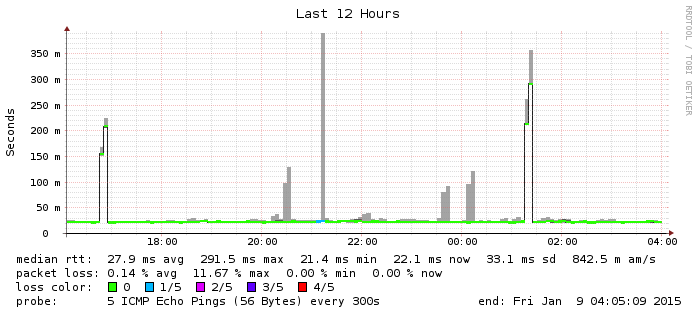 Last 12 Hours
RRDTOOL / TOBI OETIKER
Seconds
350 m
300 m
250 m
200 m
150 m
100 m
50 m
0
18:00 20:00 22:00 00:00 02:00 04:00
median rtt: 27.9 ms avg 291.5 ms max 21.4 ms min 22.1 ms now 33.1 ms sd 842.5 m am/s
packet loss: 0.14 % avg 11.67 % max 0.00 % min 0.00 % now
loss color: 0 1/5 2/5 3/5 4/5
probe: 5 ICMP Echo Pings (56 Bytes) every 300s end: Fri Jan 9 04:05:09 2015